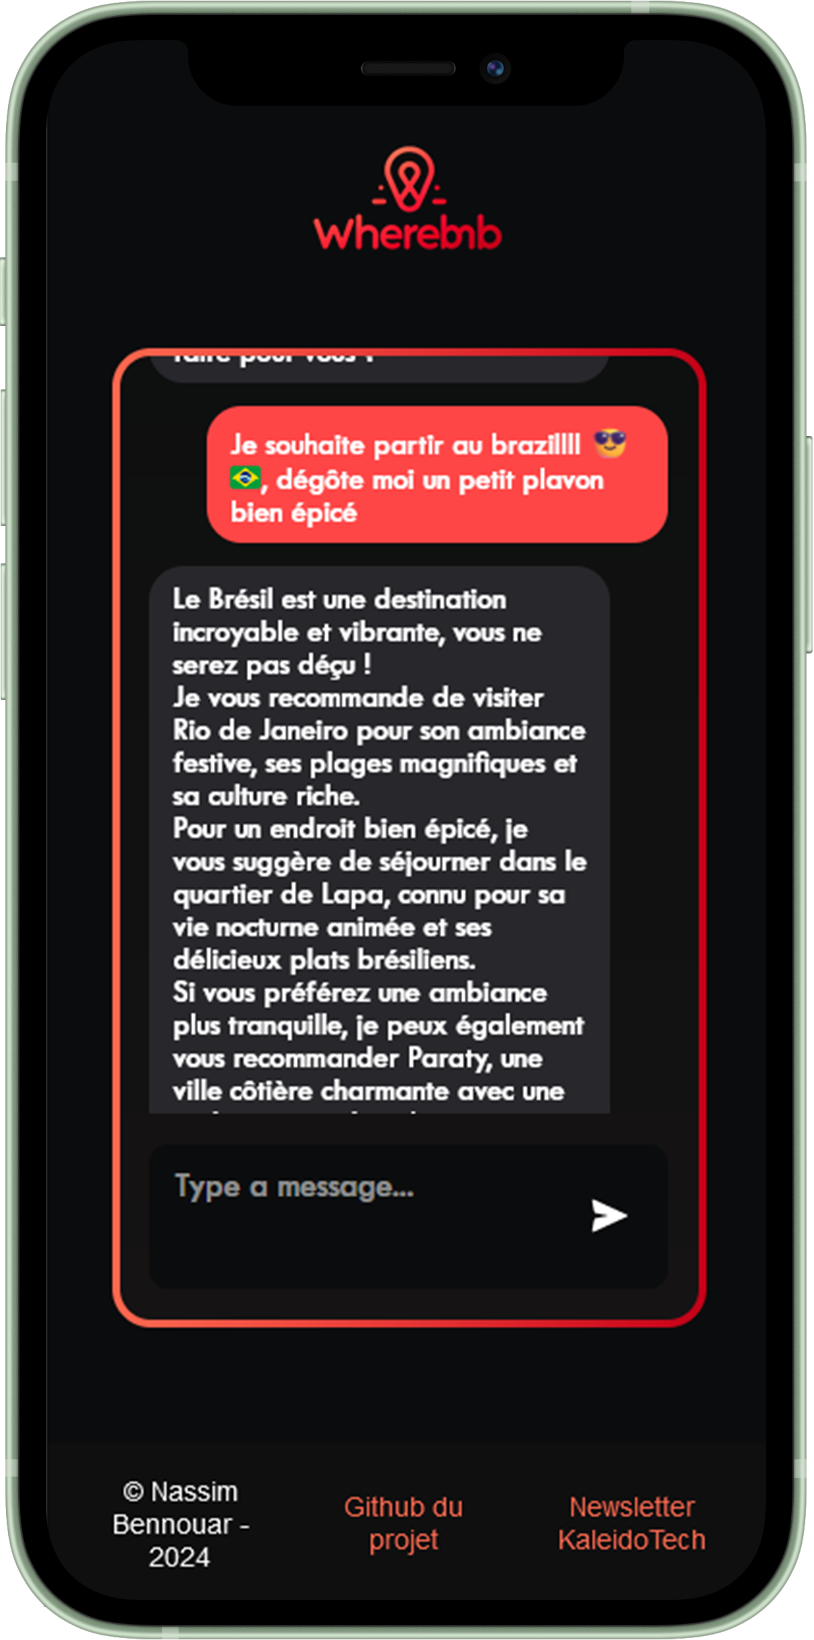 wherebnb
faire pour vous ?
Je souhaite partir au brazillll 😎
🇧🇷, dégôte moi un petit plavon
bien épicé
Le Brésil est une destination
incroyable et vibrante, vous ne
serez pas déçu !
Je vous recommande de visiter
Rio de Janeiro pour son ambiance
festive, ses plages magnifiques et
sa culture riche.
Pour un endroit bien épicé, je
vous suggère de séjourner dans le
quartier de Lapa, connu pour sa
vie nocturne animée et ses
délicieux plats brésiliens.
Si vous préférez une ambiance
plus tranquille, je peux également
vous recommander Paraty, une
ville côtière charmante avec une
Type a message...
© Nassim
Bennouar -
2024
Github du
projet
Newsletter
KaleidoTech